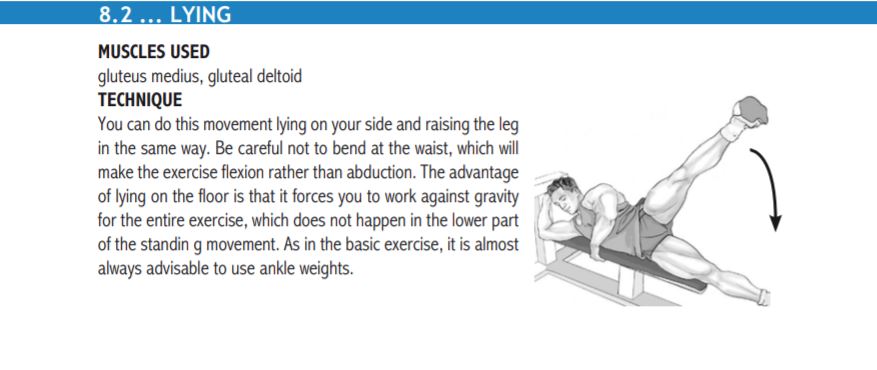 8.2 ... LYING
MUSCLES USED
gluteus medius, gluteal deltoid
TECHNIQUE
You can do this movement lying on your side and raising the leg
in the same way. Be careful not to bend at the waist, which will
make the exercise flexion rather than abduction. The advantage
of lying on the floor is that it forces you to work against gravity
for the entire exercise, which does not happen in the lower part
of the standin g movement. As in the basic exercise, it is almost
always advisable to use ankle weights.